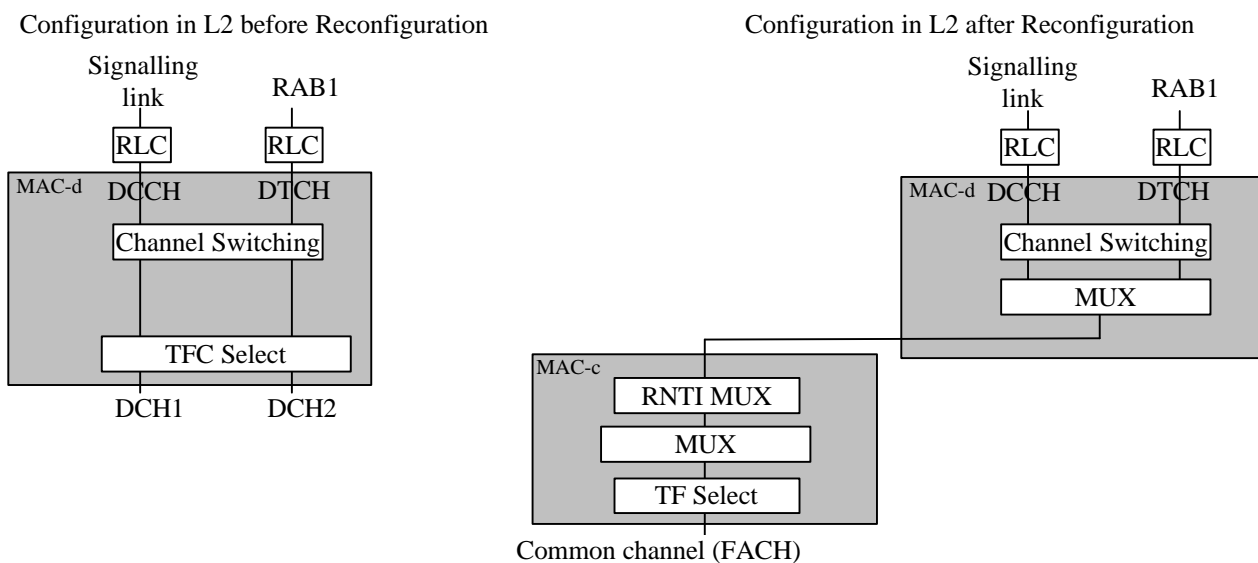 Configuration in L2 before Reconfiguration
Signalling
link
RAB1
RLC
RLC
MAC-d
DCCH
DTCH
Channel Switching
TFC Select
DCH1
DCH2
Configuration in L2 after Reconfiguration
Signalling
link
RAB1
RLC
RLC
MAC-d
DCCH
DTCH
Channel Switching
MUX
MAC-c
RNTI MUX
MUX
TF Select
Common channel (FACH)